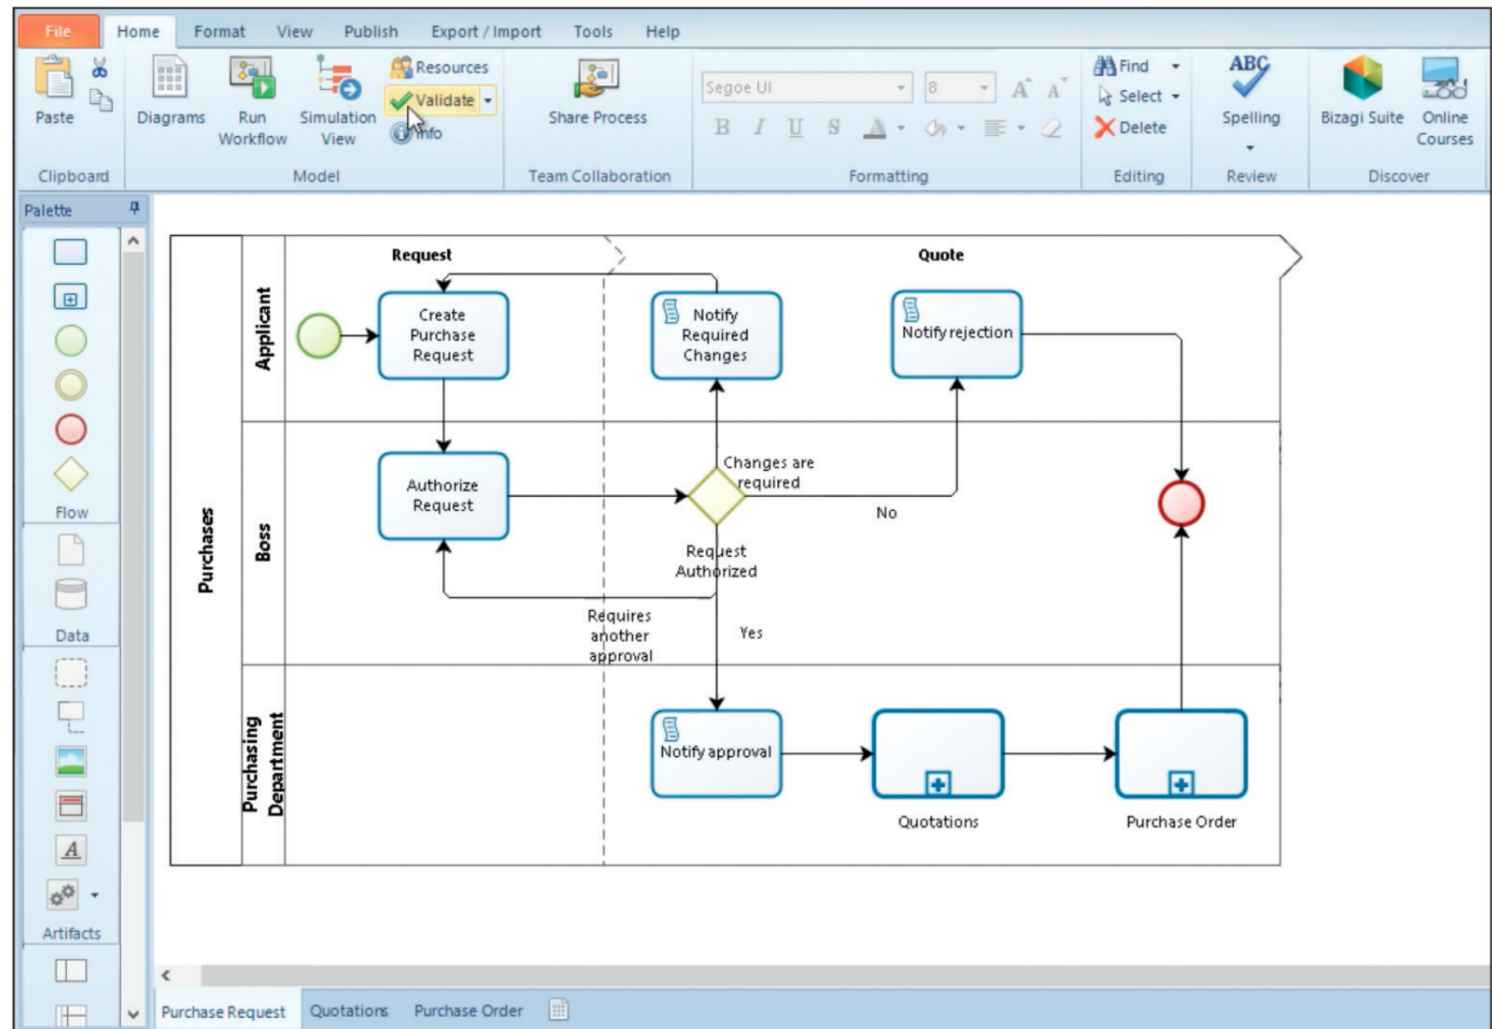 File Home Format View Publish Export / Import Tools Help
Paste
Clipboard
Diagrams
Run
Workflow
Simulation
View
Resources
Validate
Info
Model
Share Process
Team Collaboration
Segoe UI 8 A A
B I U S A
Formatting
Find
Select
Delete
Editing
ABC
Spelling
Review
Bizagi Suite
Online
Courses
Discover
Palette
Flow
Data
A
Artifacts
Purchases
Applicant
Boss
Purchasing
Department
Request
Quote
Create
Purchase
Request
Notify
Required
Changes
Notify rejection
Authorize
Request
Changes are
required
No
Request
Authorized
Requires
another
approval
Yes
Notify approval
Quotations
Purchase Order
Purchase Request Quotations Purchase Order